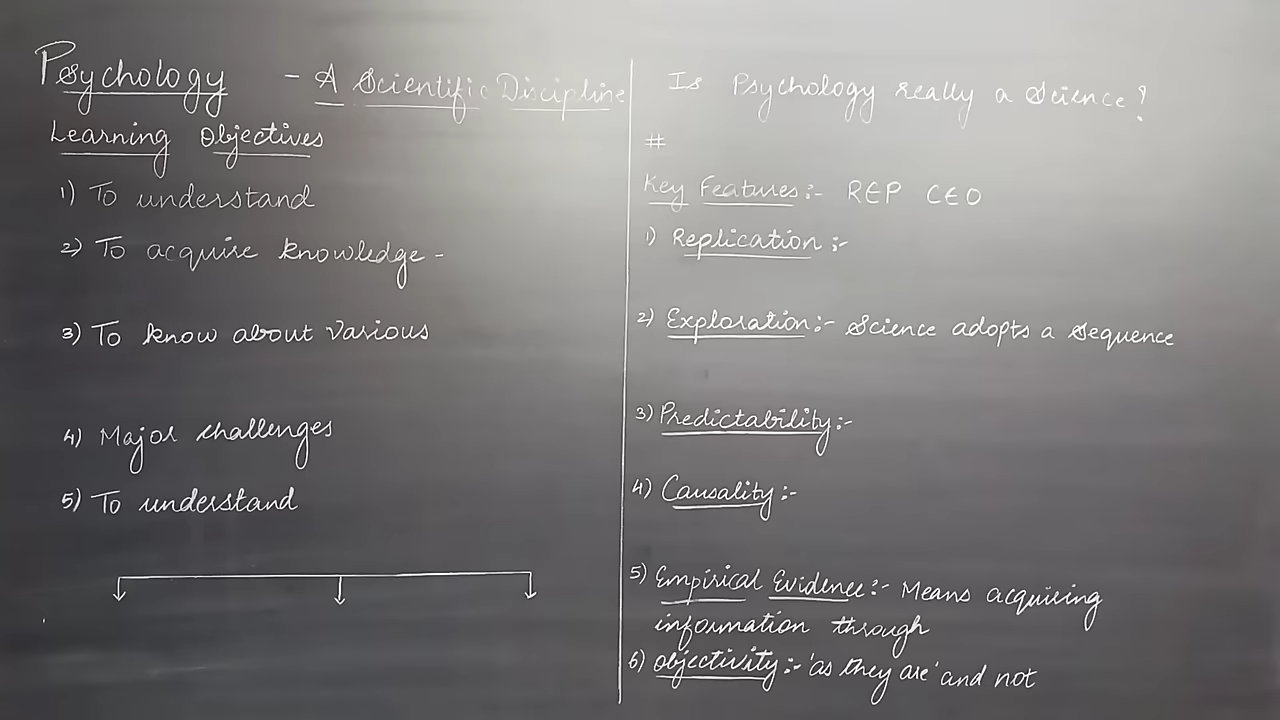 Psychology - A Scientific Discipline
Learning Objectives
1) To understand
2) To acquire knowledge -
3) To know about various
4) Major challenges
5) To understand
Is Psychology really a Science?
#
Key Features:- REP CEO
1) Replication:-
2) Exploration:- Science adopts a sequence
3) Predictability:-
4) Causality:-
5) Empirical Evidence:- Means acquiring
information through
6) Objectivity:- 'as they are' and not